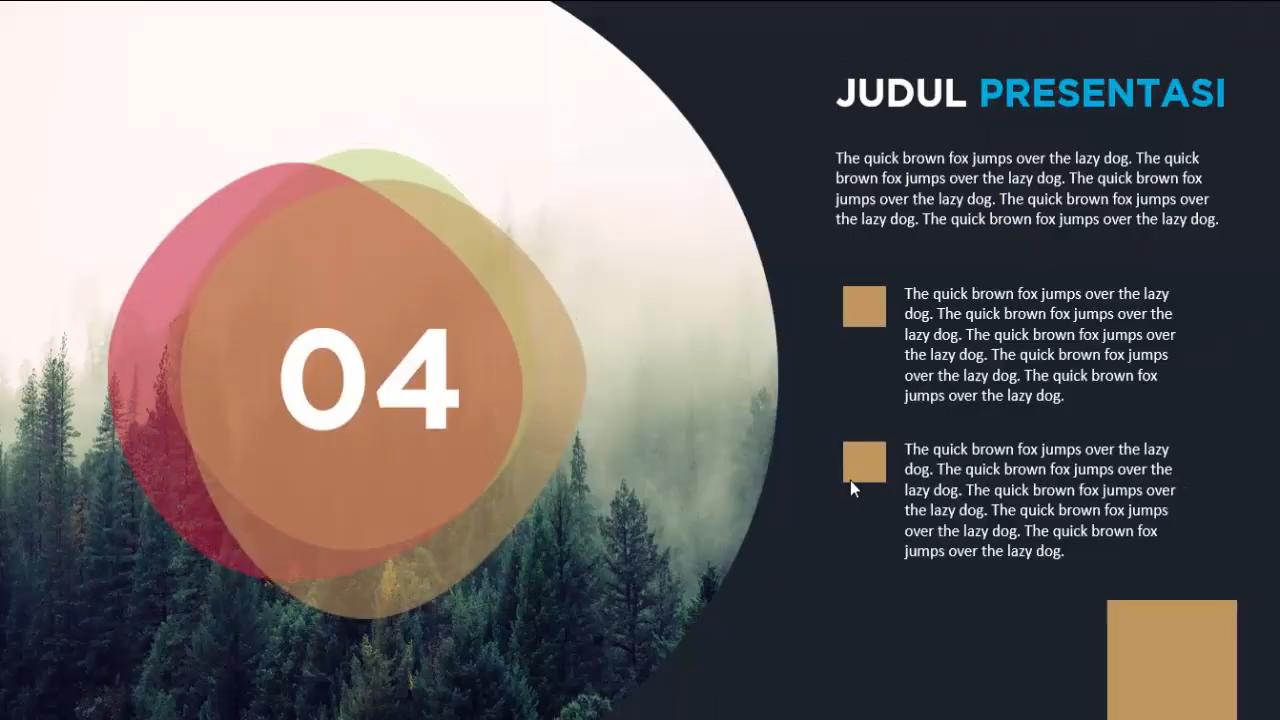 04
JUDUL PRESENTASI
The quick brown fox jumps over the lazy dog. The quick
brown fox jumps over the lazy dog. The quick brown fox
jumps over the lazy dog. The quick brown fox jumps over
the lazy dog. The quick brown fox jumps over the lazy dog.
The quick brown fox jumps over the lazy
dog. The quick brown fox jumps over the
lazy dog. The quick brown fox jumps over
the lazy dog. The quick brown fox jumps
over the lazy dog. The quick brown fox
jumps over the lazy dog.
The quick brown fox jumps over the lazy
dog. The quick brown fox jumps over the
lazy dog. The quick brown fox jumps over
the lazy dog. The quick brown fox jumps
over the lazy dog. The quick brown fox
jumps over the lazy dog.